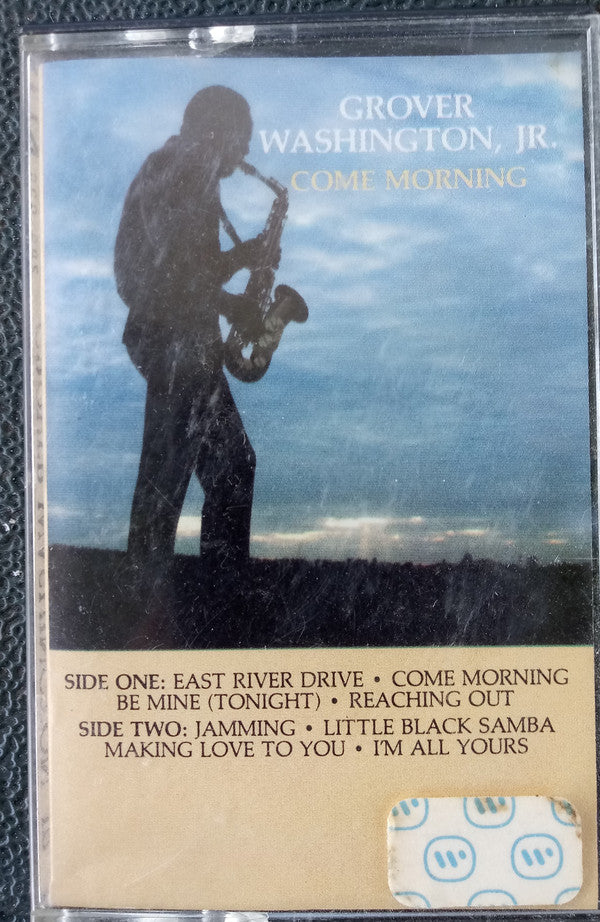 GROVER
WASHINGTON, JR.
COME MORNING
SIDE ONE: EAST RIVER DRIVE • COME MORNING
BE MINE (TONIGHT) • REACHING OUT
SIDE TWO: JAMMING • LITTLE BLACK SAMBA
MAKING LOVE TO YOU • I'M ALL YOURS